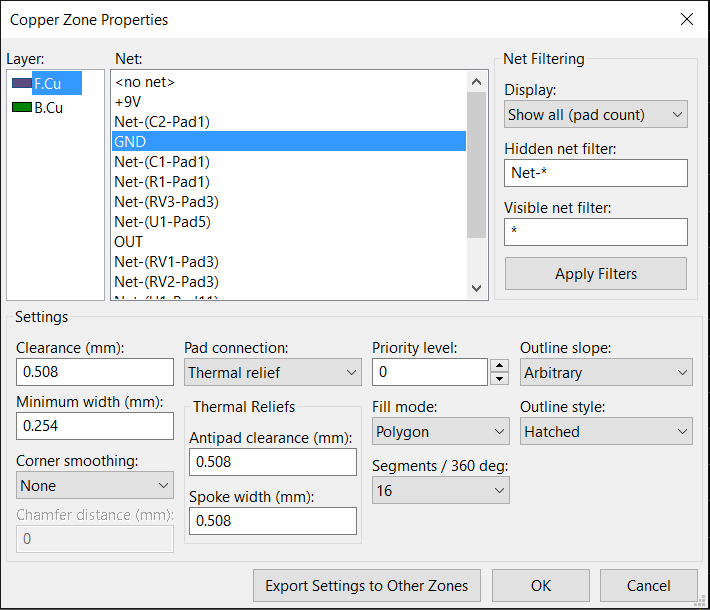 Copper Zone Properties
Layer:
F.Cu
B.Cu
Net:
<no net>
+9V
Net-(C2-Pad1)
GND
Net-(C1-Pad1)
Net-(R1-Pad1)
Net-(RV3-Pad3)
Net-(U1-Pad5)
OUT
Net-(RV1-Pad3)
Net-(RV2-Pad3)
Net-(U1-Pad11)
Net Filtering
Display:
Show all (pad count)
Hidden net filter:
Net-*
Visible net filter:
*
Apply Filters
Settings
Clearance (mm):
0.508
Minimum width (mm):
0.254
Corner smoothing:
None
Chamfer distance (mm):
0
Pad connection:
Thermal relief
Thermal Reliefs
Antipad clearance (mm):
0.508
Spoke width (mm):
0.508
Priority level:
0
Fill mode:
Polygon
Segments / 360 deg:
16
Outline slope:
Arbitrary
Outline style:
Hatched
Export Settings to Other Zones
OK
Cancel